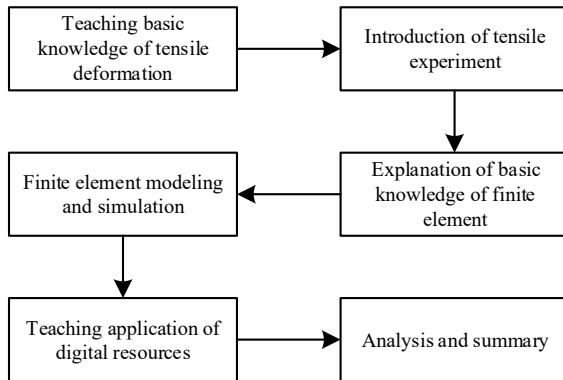 Teaching basic
knowledge of tensile
deformation
Introduction of tensile
experiment
Explanation of basic
knowledge of finite
element
Finite element modeling
and simulation
Teaching application of
digital resources
Analysis and summary